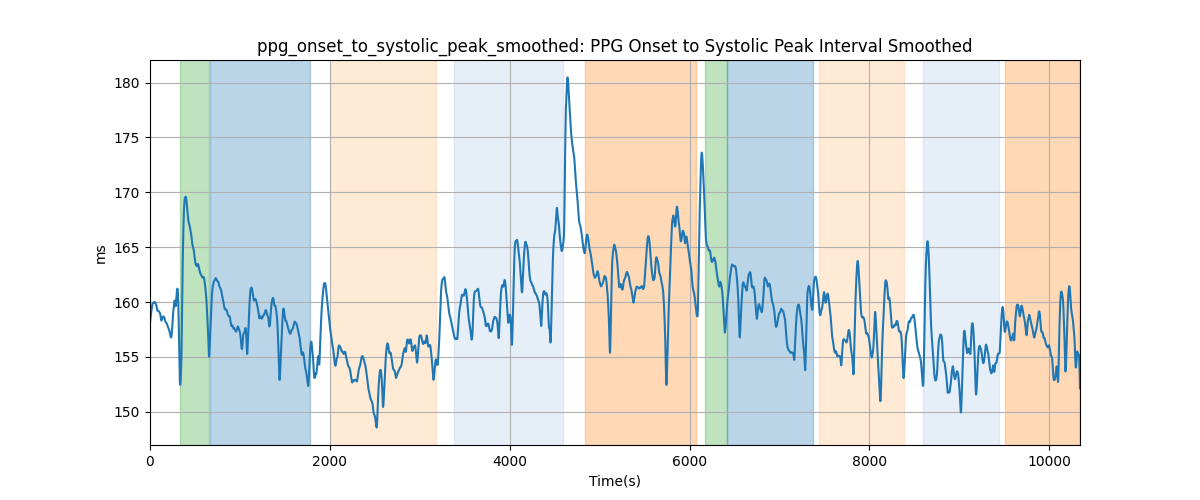 ppg_onset_to_systolic_peak_smoothed: PPG Onset to Systolic Peak Interval Smoothed
180
175
170
165
160
155
150
ms
0 2000 4000 6000 8000 10000
Time(s)